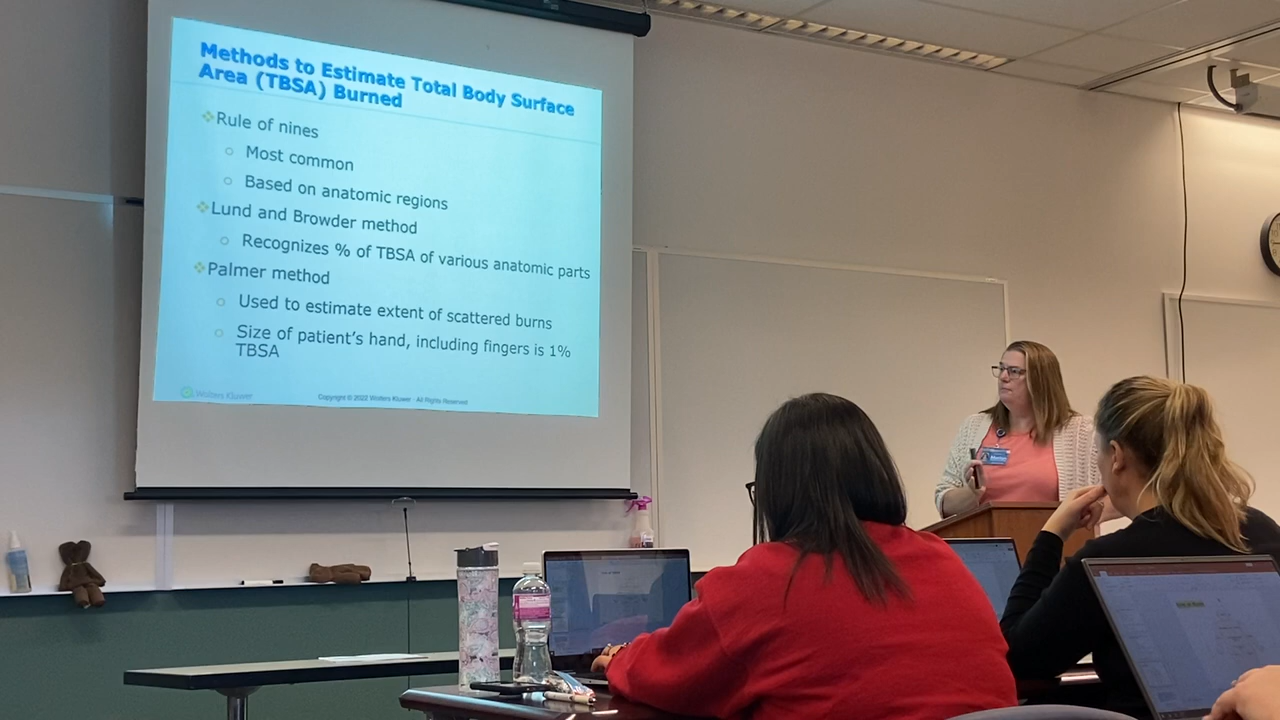 Methods to Estimate Total Body Surface
Area (TBSA) Burned
Rule of nines
Most common
Based on anatomic regions
Lund and Browder method
Recognizes % of TBSA of various anatomic parts
Palmer method
Used to estimate extent of scattered burns
Size of patient's hand, including fingers is 1%
TBSA
Wolters Kluwer
Copyright © 2022 Wolters Kluwer · All Rights Reserved